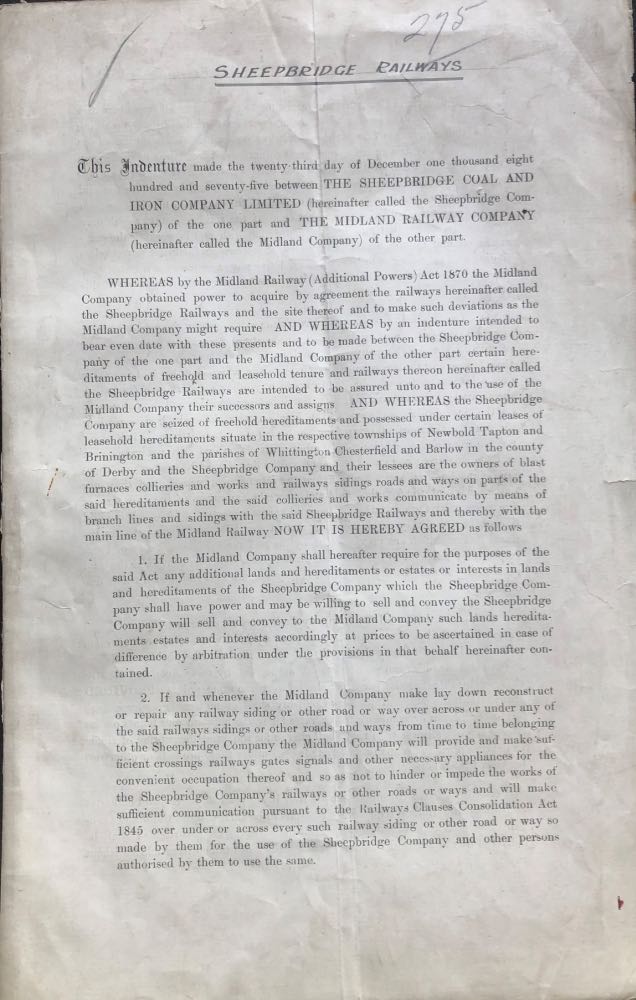 275
SHEEPBRIDGE RAILWAYS
This Indenture made the twenty-third day of December one thousand eight
hundred and seventy-five between THE SHEEPBRIDGE COAL AND
IRON COMPANY LIMITED (hereinafter called the Sheepbridge Com-
pany) of the one part and THE MIDLAND RAILWAY COMPANY
(hereinafter called the Midland Company) of the other part.
WHEREAS by the Midland Railway (Additional Powers) Act 1870 the Midland
Company obtained power to acquire by agreement the railways hereinafter called
the Sheepbridge Railways and the site thereof and to make such deviations as the
Midland Company might require AND WHEREAS by an indenture intended to
bear even date with these presents and to be made between the Sheepbridge Com-
pany of the one part and the Midland Company of the other part certain here-
ditaments of freehold and leasehold tenure and railways thereon hereinafter called
the Sheepbridge Railways are intended to be assured unto and to the use of the
Midland Company their successors and assigns AND WHEREAS the Sheepbridge
Company are seized of freehold hereditaments and possessed under certain leases of
leasehold hereditaments situate in the respective townships of Newbold Tapton and
Brinington and the parishes of Whittington Chesterfield and Barlow in the county
of Derby and the Sheepbridge Company and their lessees are the owners of blast
furnaces collieries and works and railways sidings roads and ways on parts of the
said hereditaments and the said collieries and works communicate by means of
branch lines and sidings with the said Sheepbridge Railways and thereby with the
main line of the Midland Railway NOW IT IS HEREBY AGREED as follows
1. If the Midland Company shall hereafter require for the purposes of the
said Act any additional lands and hereditaments or estates or interests in lands
and hereditaments of the Sheepbridge Company which the Sheepbridge Com-
pany shall have power and may be willing to sell and convey the Sheepbridge
Company will sell and convey to the Midland Company such lands heredita-
ments estates and interests accordingly at prices to be ascertained in case of
difference by arbitration under the provisions in that behalf hereinafter con-
tained.
2. If and whenever the Midland Company make lay down reconstruct
or repair any railway siding or other road or way over across or under any of
the said railways sidings or other roads and ways from time to time belonging
to the Sheepbridge Company the Midland Company will provide and make suf-
ficient crossings railways gates signals and other necessary appliances for the
convenient occupation thereof and so as not to hinder or impede the works of
the Sheepbridge Company's railways or other roads or ways and will make
sufficient communication pursuant to the Railways Clauses Consolidation Act
1845 over under or across every such railway siding or other road or way so
made by them for the use of the Sheepbridge Company and other persons
authorised by them to use the same.